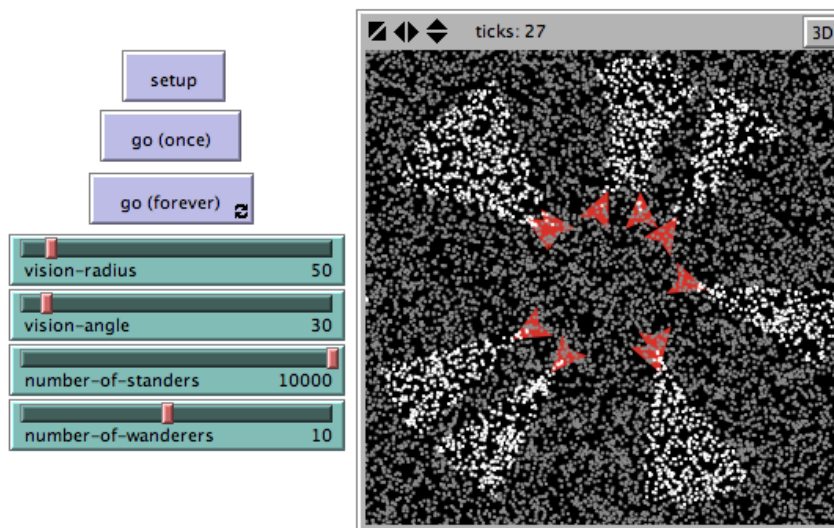 ticks: 27
3D
setup
go (once)
go (forever)
vision-radius 50
vision-angle 30
number-of-standers 10000
number-of-wanderers 10